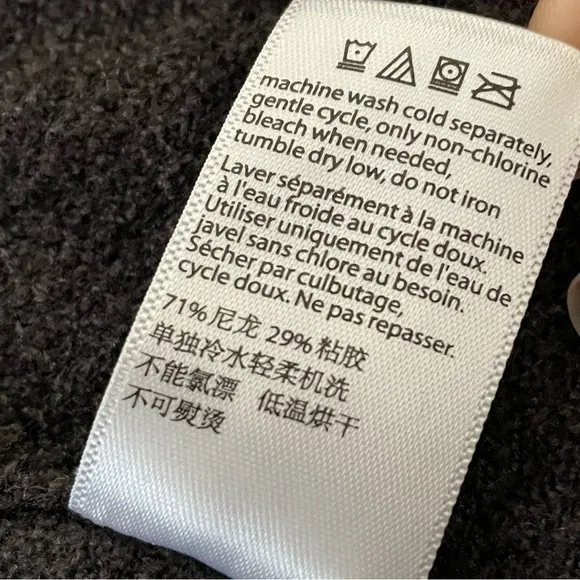 machine wash cold separately,
gentle cycle, only non-chlorine
bleach when needed,
tumble dry low, do not iron
Laver séparément à la machine
à l'eau froide au cycle doux.
Utiliser uniquement de l'eau de
javel sans chlore au besoin.
Sécher par culbutage,
cycle doux. Ne pas repasser.
71%尼龙 29%粘胶
单独冷水轻柔机洗
不能氯漂 低温烘干
不可熨烫